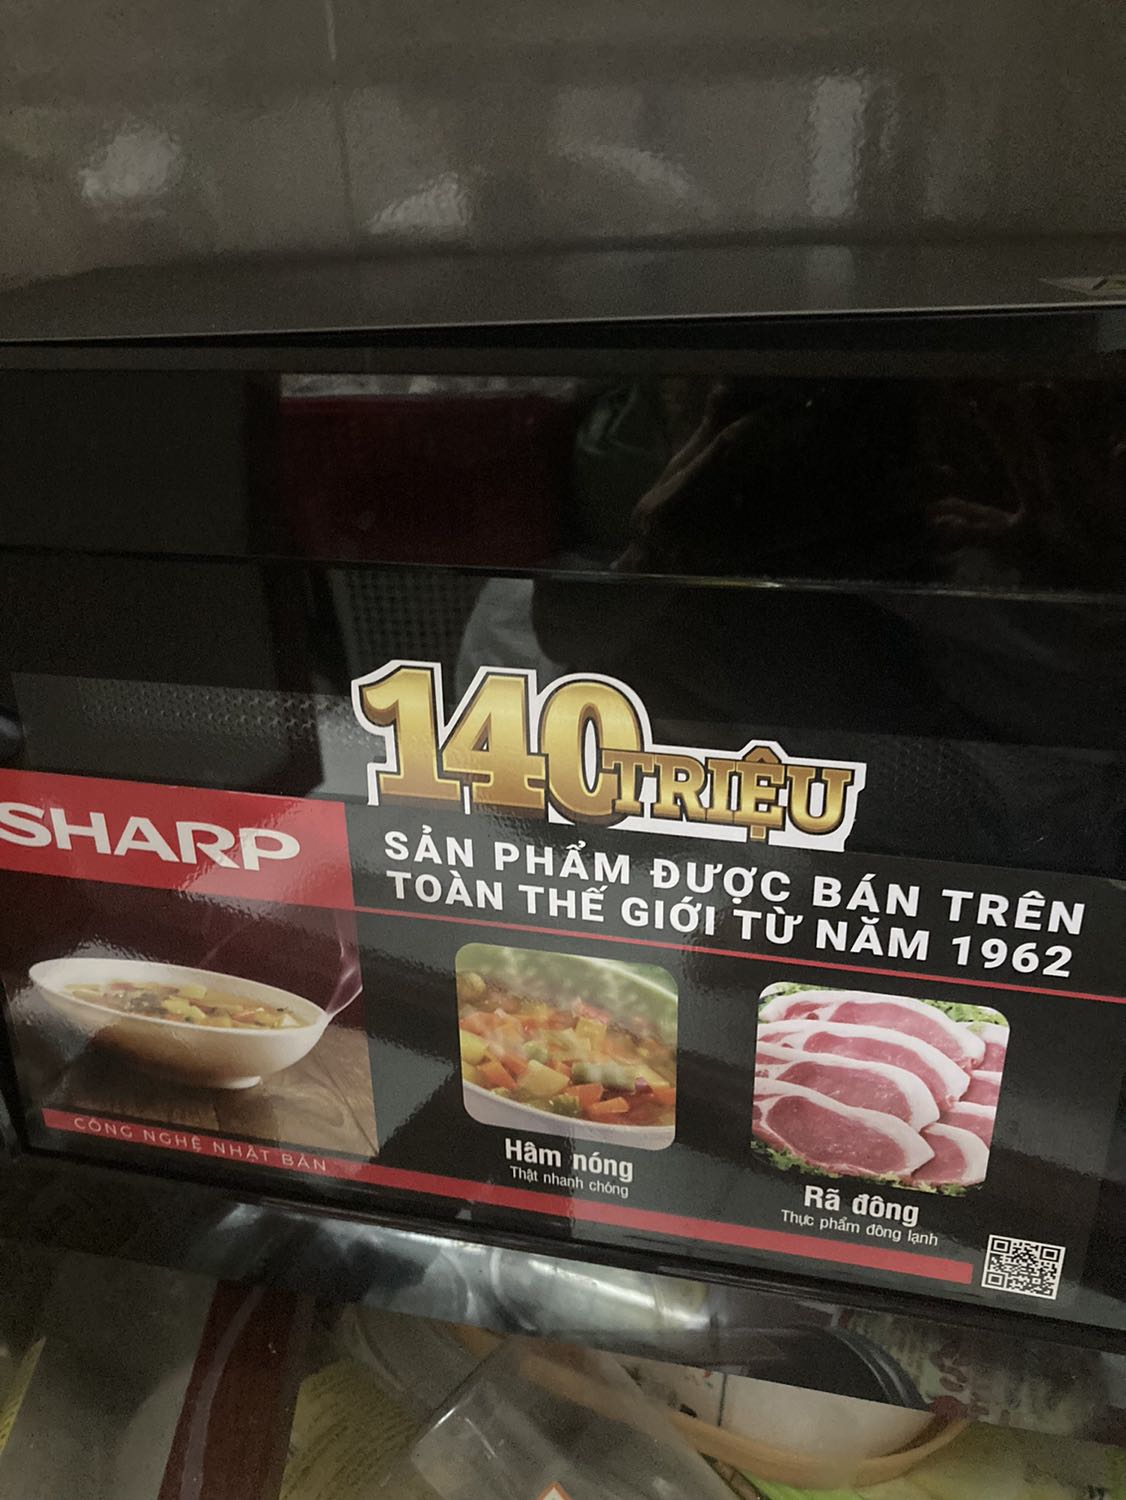 140 TRIỆU
SHARP
SẢN PHẨM ĐƯỢC BÁN TRÊN
TOÀN THẾ GIỚI TỪ NĂM 1962
CÔNG NGHỆ NHẬT BẢN
Hâm nóng
Thật nhanh chóng
Rã đông
Thực phẩm đông lạnh